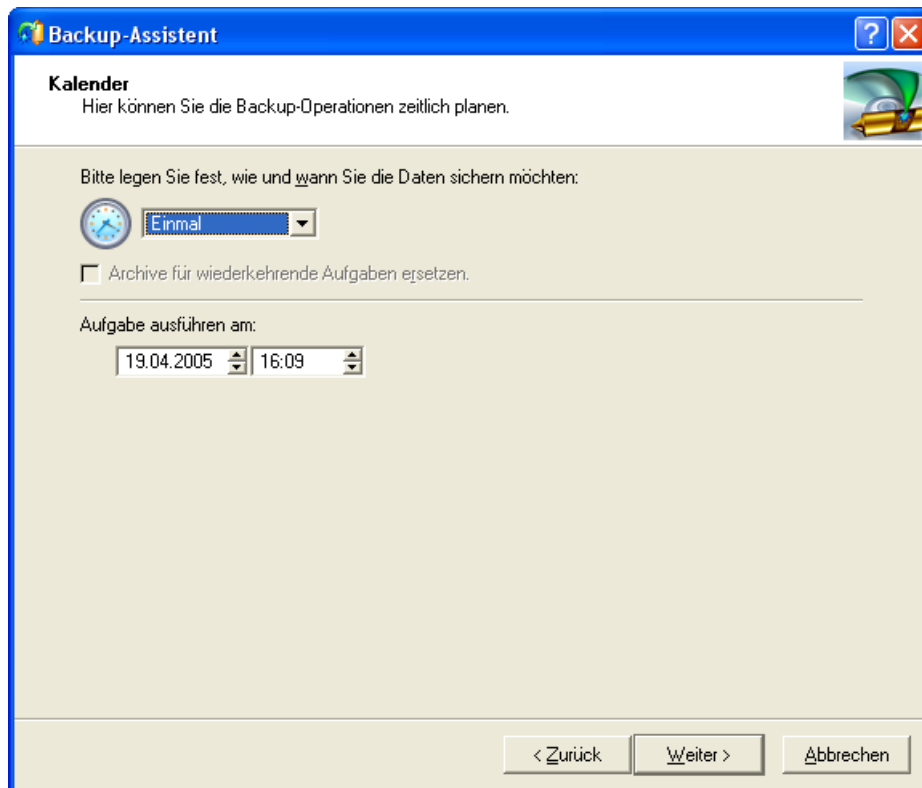 Backup-Assistent
Kalender
Hier können Sie die Backup-Operationen zeitlich planen.
Bitte legen Sie fest, wie und wann Sie die Daten sichern möchten:
Einmal
Archive für wiederkehrende Aufgaben ersetzen.
Aufgabe ausführen am:
19.04.2005 16:09
< Zurück Weiter > Abbrechen